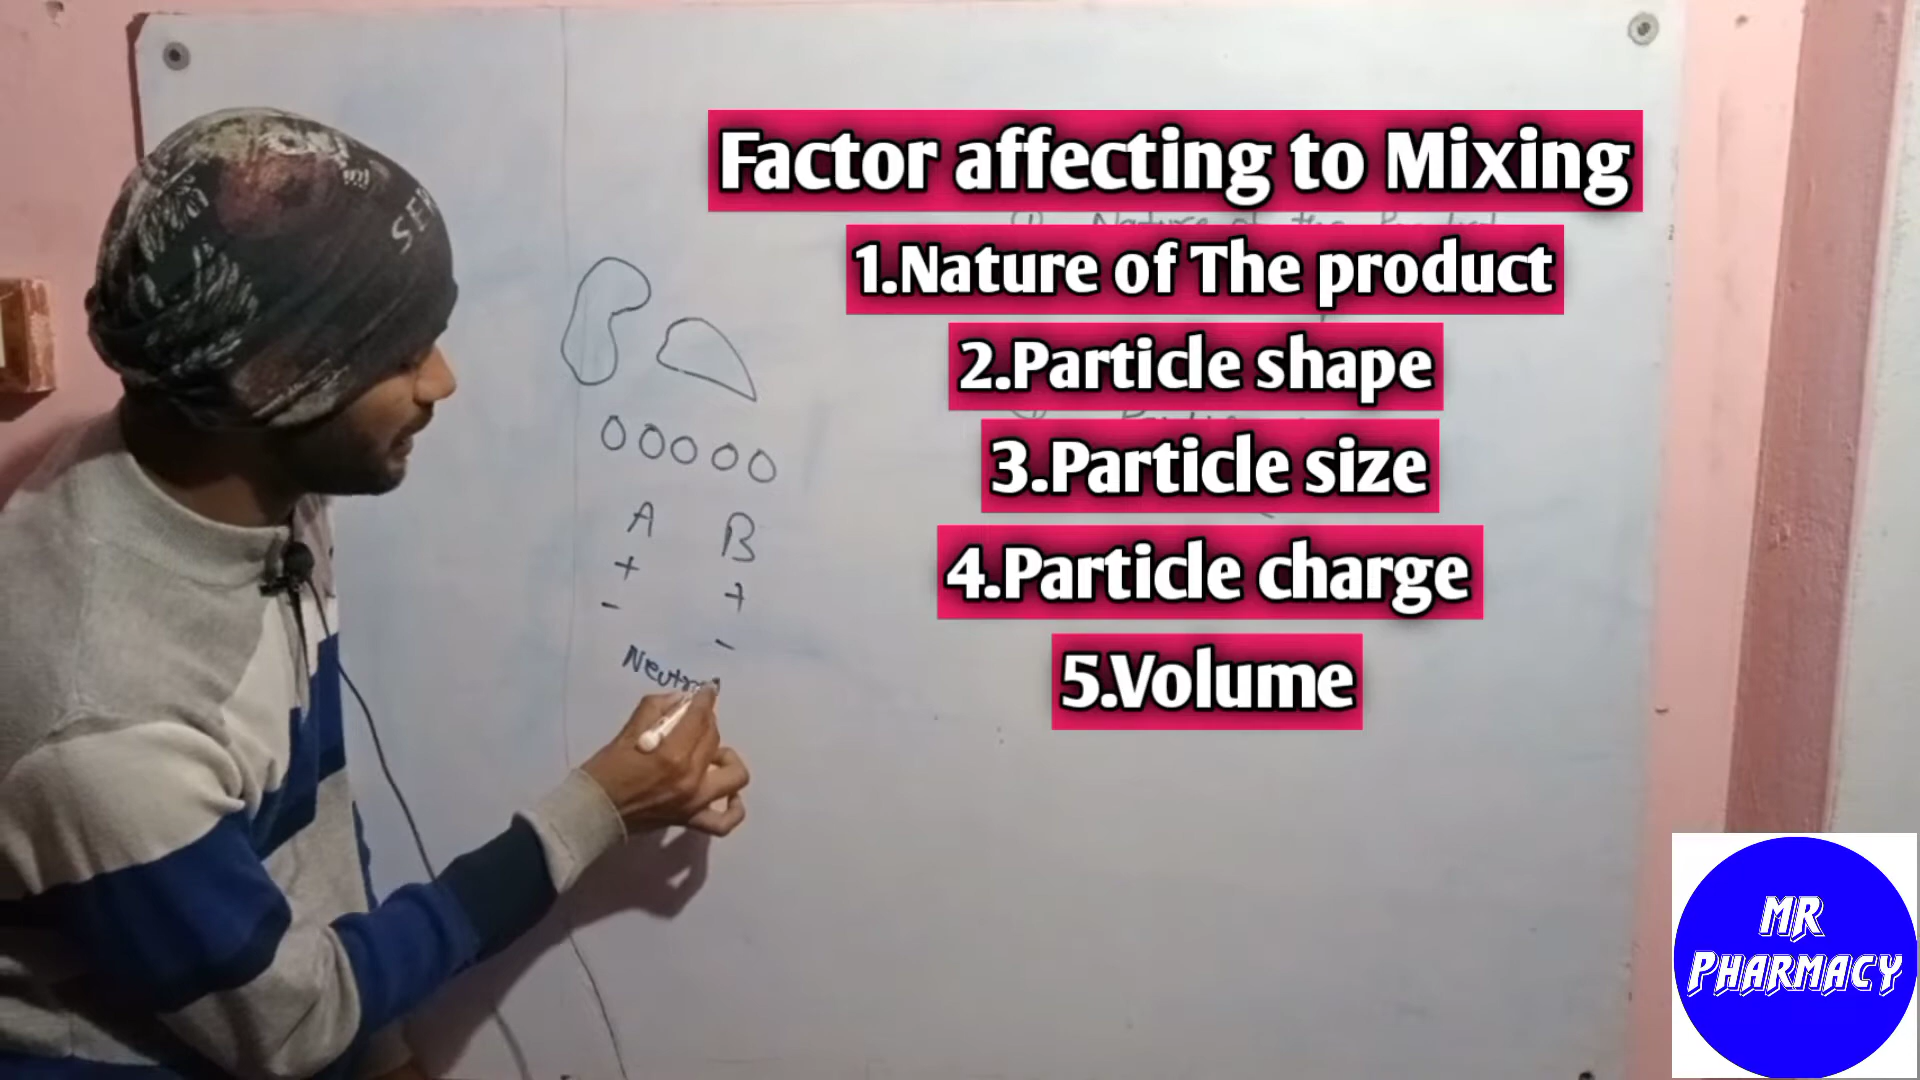 Factor affecting to Mixing
1.Nature of The product
2.Particle shape
3.Particle size
4.Particle charge
5.Volume
A B
+ +
- -
MR
PHARMACY